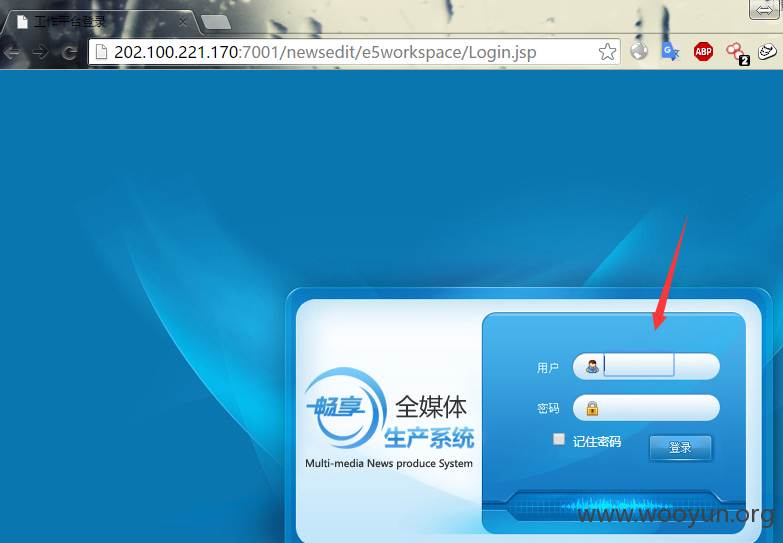 工作平台登录
202.100.221.170:7001/newsedit/e5workspace/Login.jsp
ABP
2
用户
畅享 全媒体
密码
生产系统
记住密码
登录
Multi-media News produce System
www.wooyun.org